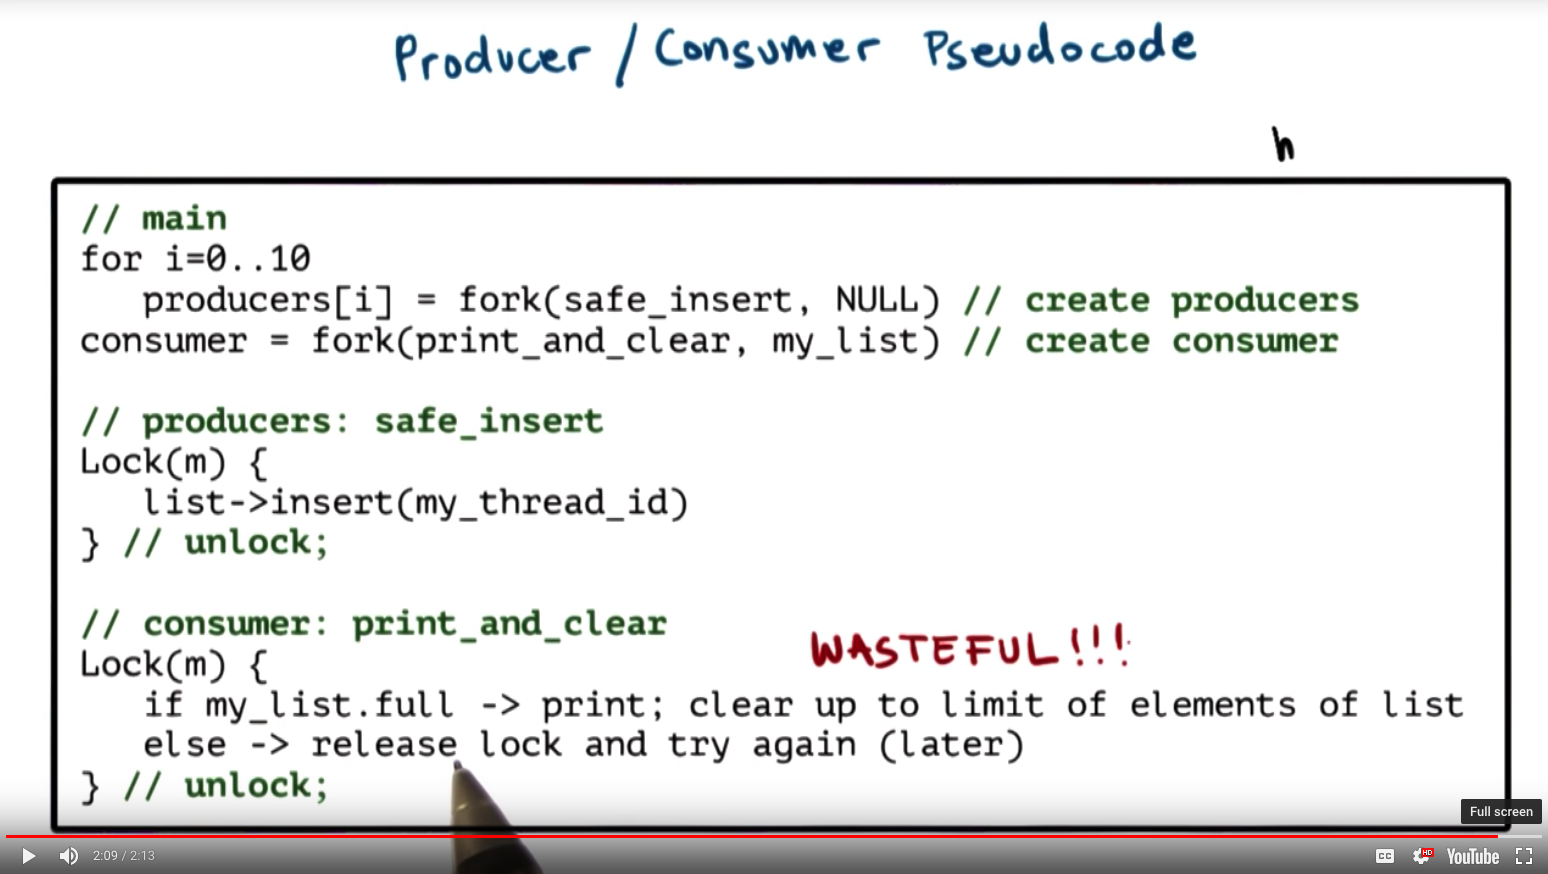 Producer / Consumer Pseudocode
h
// main
for i=0..10
producers[i] = fork(safe_insert, NULL) // create producers
consumer = fork(print_and_clear, my_list) // create consumer
// producers: safe_insert
Lock(m) {
list->insert(my_thread_id)
} // unlock;
// consumer: print_and_clear
WASTEFUL!!!
Lock(m) {
if my_list.full -> print; clear up to limit of elements of list
else -> release lock and try again (later)
} // unlock;
Full screen
2:09 / 2:13
CC HD YouTube